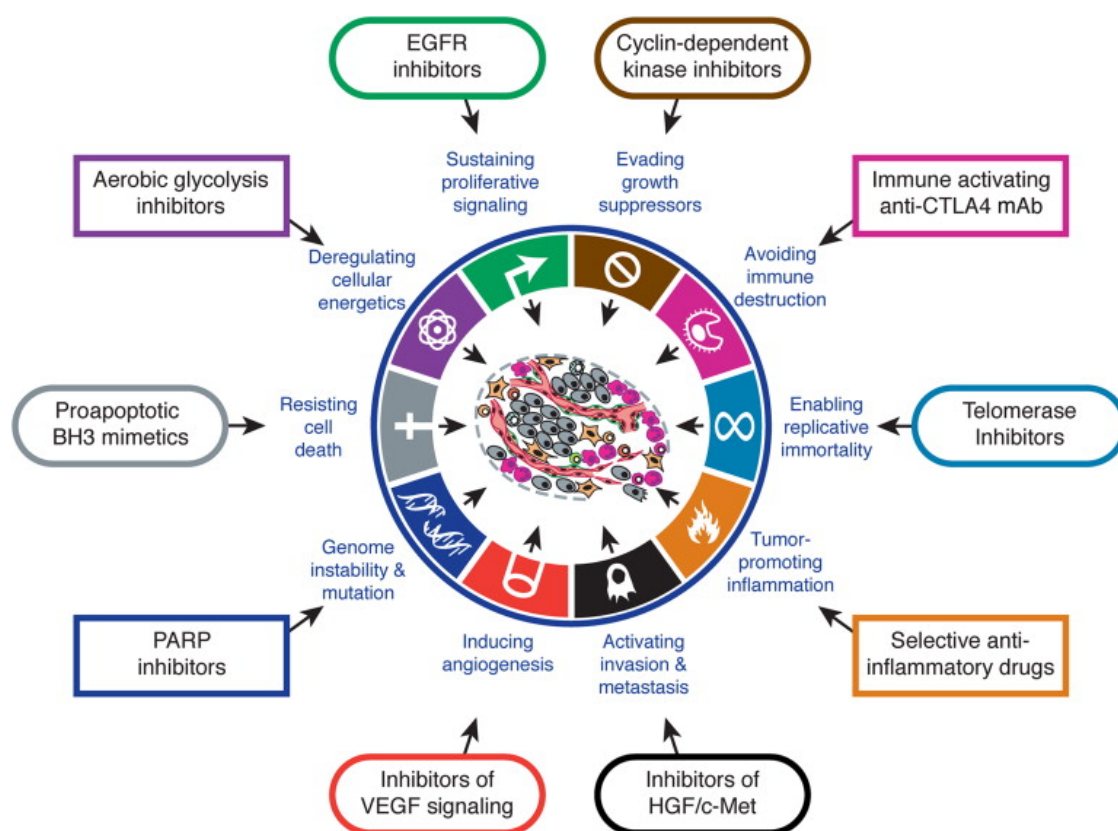 EGFR
inhibitors
Cyclin-dependent
kinase inhibitors
Sustaining
proliferative
signaling
Evading
growth
suppressors
Aerobic glycolysis
inhibitors
Immune activating
anti-CTLA4 mAb
Deregulating
cellular
energetics
Avoiding
immune
destruction
Proapoptotic
BH3 mimetics
Resisting
cell
death
Enabling
replicative
immortality
Telomerase
Inhibitors
Genome
instability &
mutation
Tumor-
promoting
inflammation
PARP
inhibitors
Inducing
angiogenesis
Activating
invasion &
metastasis
Selective anti-
inflammatory drugs
Inhibitors of
VEGF signaling
Inhibitors of
HGF/c-Met